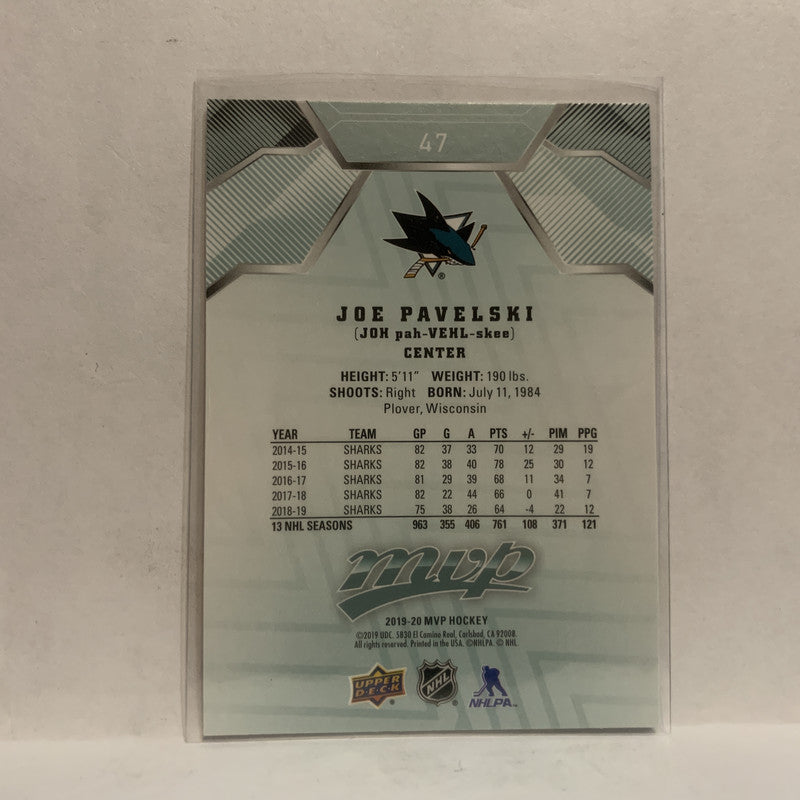 47
®
JOE PAVELSKI
(JOH pah-VEHL-skee)
CENTER
HEIGHT: 5'11" WEIGHT: 190 lbs.
SHOOTS: Right BORN: July 11, 1984
Plover, Wisconsin
YEAR TEAM GP G A PTS +/- PIM PPG
2014-15 SHARKS 82 37 33 70 12 29 19
2015-16 SHARKS 82 38 40 78 25 30 12
2016-17 SHARKS 81 29 39 68 11 34 7
2017-18 SHARKS 82 22 44 66 0 41 7
2018-19 SHARKS 75 38 26 64 -4 22 12
13 NHL SEASONS 963 355 406 761 108 371 121
mvp
2019-20 MVP HOCKEY
©2019 UDC. 5830 El Camino Real, Carlsbad, CA 92008.
All rights reserved. Printed in the USA. ©NHLPA. © NHL.
UPPER DECK® NHL® NHLPA™